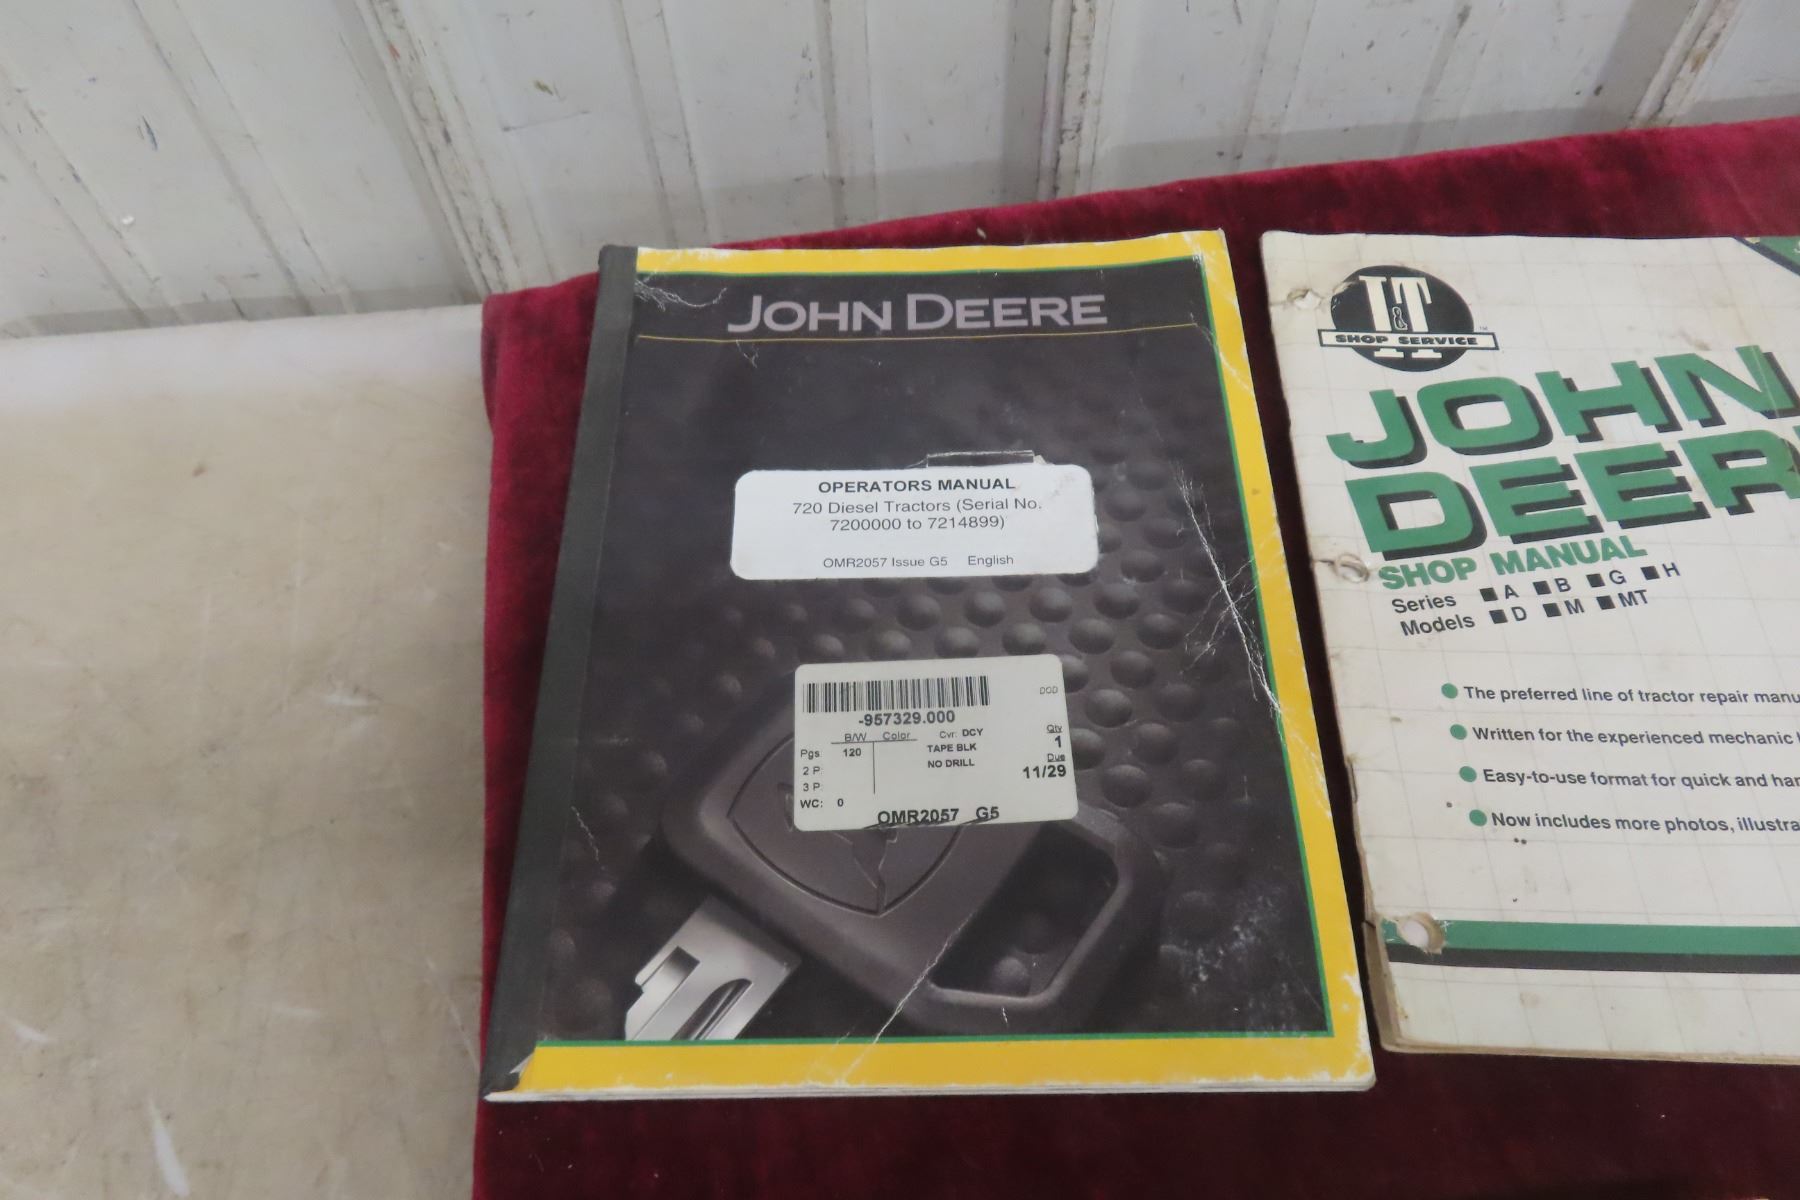 JOHN DEERE
OPERATORS MANUAL
720 Diesel Tractors (Serial No.
7200000 to 7214899)
OMR2057 Issue G5 English
DOD
-957329.000
B/W Color Cvr: DCY Qty
Pgs 120 TAPE BLK 1
2 P NO DRILL Due
3 P 11/29
WC: 0
OMR2057 G5
I&T
SHOP SERVICE
™
JOHN
DEER
SHOP MANUAL
Series ■ A ■ B ■ G ■ H
Models ■ D ■ M ■ MT
The preferred line of tractor repair manu
Written for the experienced mechanic
Easy-to-use format for quick and han
Now includes more photos, illustra